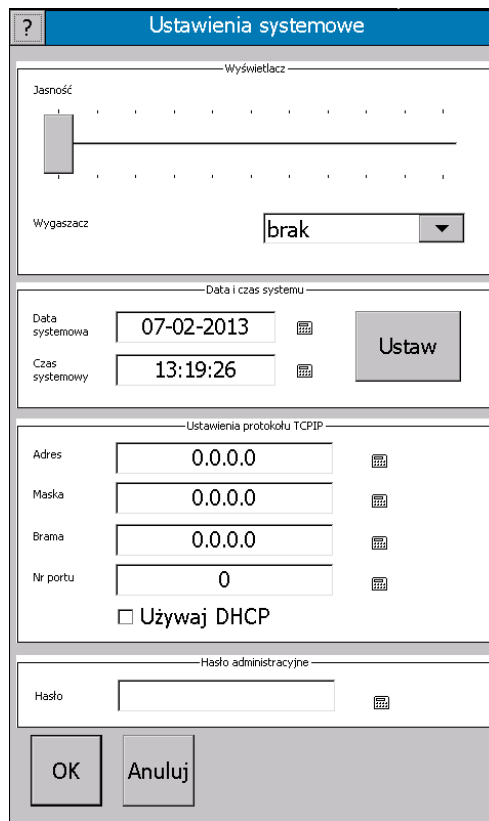 ? Ustawienia systemowe
Wyświetlacz
Jasność
Wygaszacz brak
Data i czas systemu
Data systemowa 07-02-2013
Ustaw
Czas systemowy 13:19:26
Ustawienia protokołu TCPIP
Adres 0.0.0.0
Maska 0.0.0.0
Brama 0.0.0.0
Nr portu 0
Używaj DHCP
Hasło administracyjne
Hasło
OK Anuluj